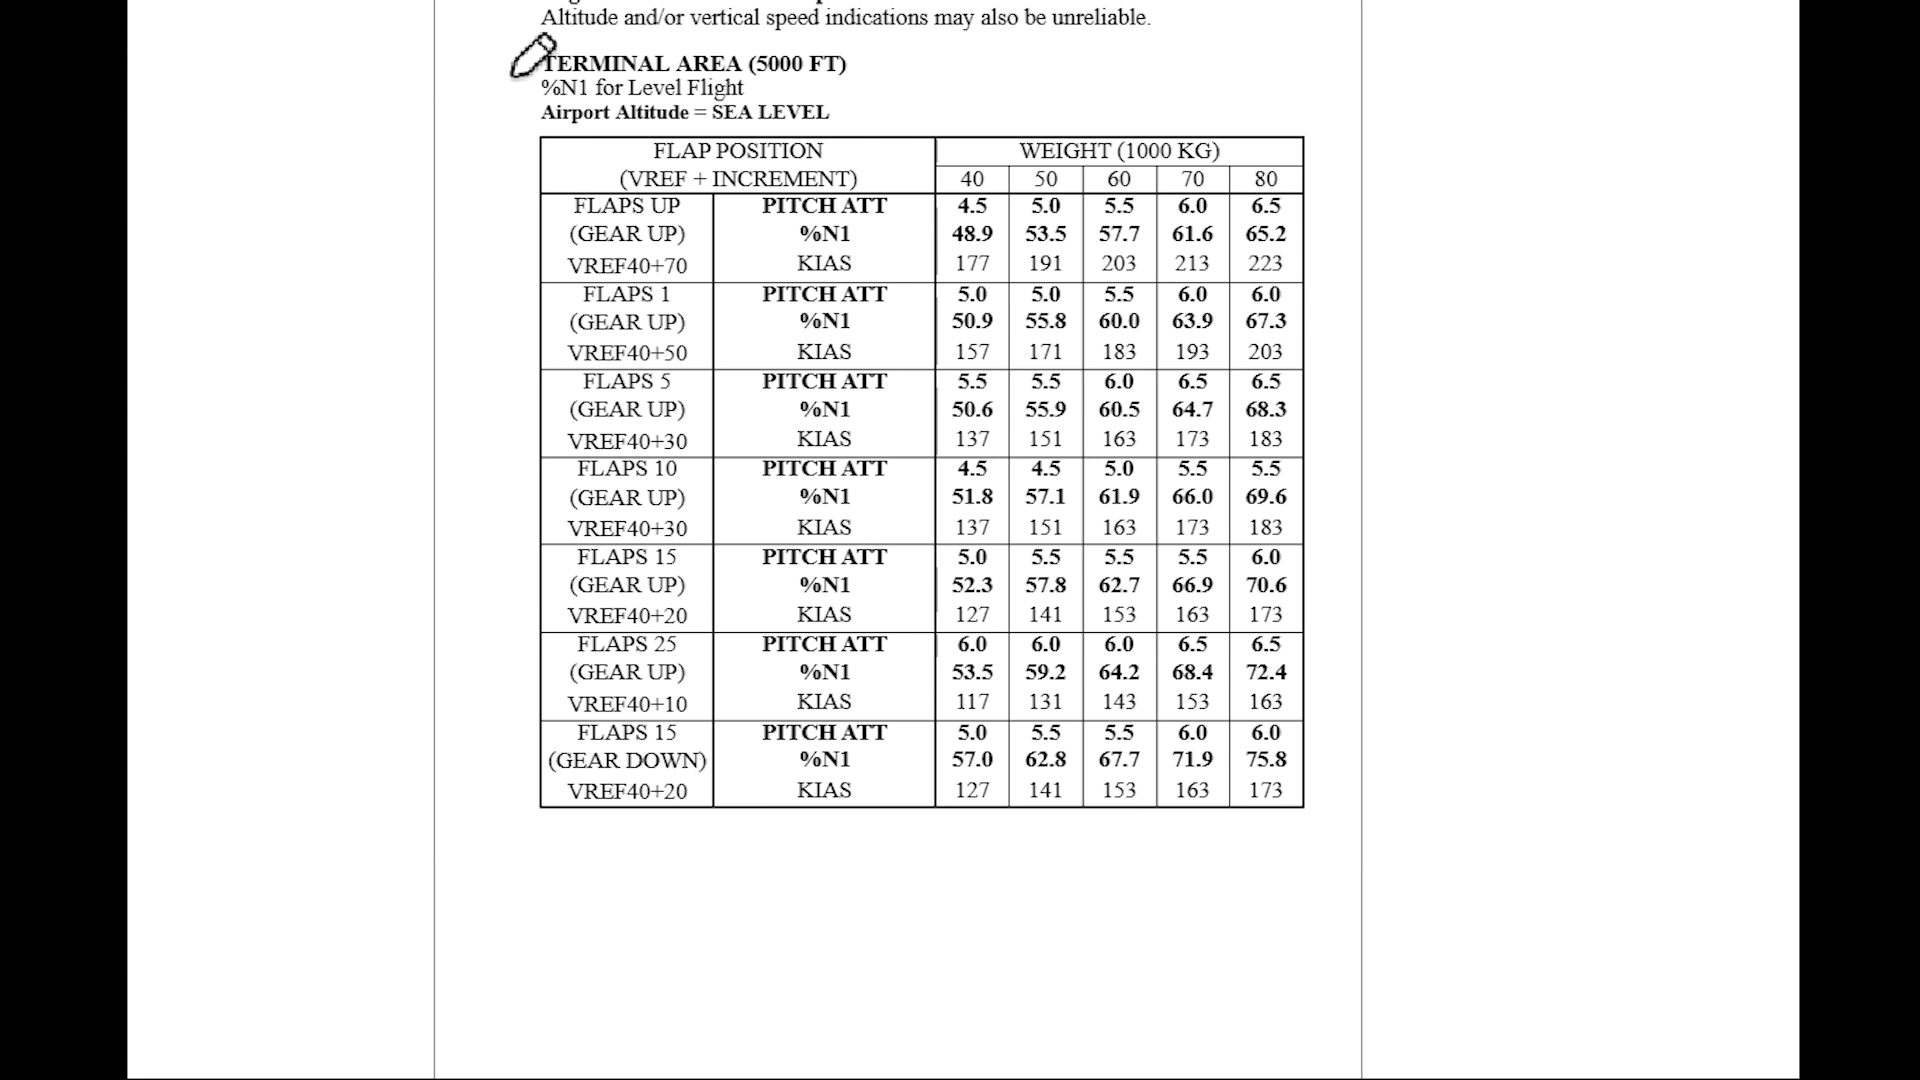 Altitude and/or vertical speed indications may also be unreliable.
TERMINAL AREA (5000 FT)
%N1 for Level Flight
Airport Altitude = SEA LEVEL
FLAP POSITION WEIGHT (1000 KG)
(VREF + INCREMENT) 40 50 60 70 80
FLAPS UP PITCH ATT 4.5 5.0 5.5 6.0 6.5
(GEAR UP) %N1 48.9 53.5 57.7 61.6 65.2
VREF40+70 KIAS 177 191 203 213 223
FLAPS 1 PITCH ATT 5.0 5.0 5.5 6.0 6.0
(GEAR UP) %N1 50.9 55.8 60.0 63.9 67.3
VREF40+50 KIAS 157 171 183 193 203
FLAPS 5 PITCH ATT 5.5 5.5 6.0 6.5 6.5
(GEAR UP) %N1 50.6 55.9 60.5 64.7 68.3
VREF40+30 KIAS 137 151 163 173 183
FLAPS 10 PITCH ATT 4.5 4.5 5.0 5.5 5.5
(GEAR UP) %N1 51.8 57.1 61.9 66.0 69.6
VREF40+30 KIAS 137 151 163 173 183
FLAPS 15 PITCH ATT 5.0 5.5 5.5 5.5 6.0
(GEAR UP) %N1 52.3 57.8 62.7 66.9 70.6
VREF40+20 KIAS 127 141 153 163 173
FLAPS 25 PITCH ATT 6.0 6.0 6.0 6.5 6.5
(GEAR UP) %N1 53.5 59.2 64.2 68.4 72.4
VREF40+10 KIAS 117 131 143 153 163
FLAPS 15 PITCH ATT 5.0 5.5 5.5 6.0 6.0
(GEAR DOWN) %N1 57.0 62.8 67.7 71.9 75.8
VREF40+20 KIAS 127 141 153 163 173